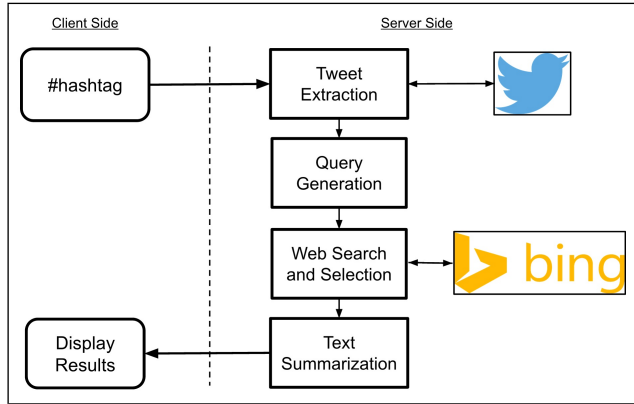 Client Side
Server Side
#hashtag
Tweet
Extraction
Query
Generation
Web Search
and Selection
bing
Display
Results
Text
Summarization